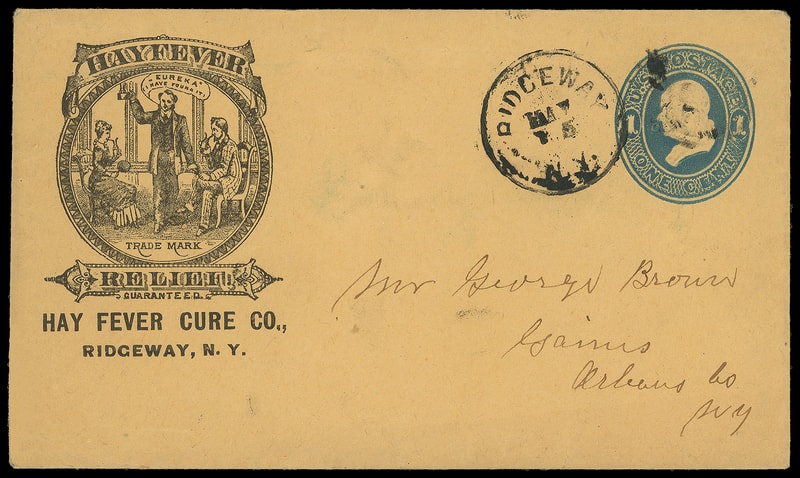 HAY FEVER
"EUREKA"
I HAVE FOUND IT!
TRADE MARK
RELIEF
GUARANTEED.
HAY FEVER CURE CO.,
RIDGEWAY, N. Y.
RIDGEWAY
MAY
N.Y.
U.S. POSTAGE
1 1
ONE CENT
Mr George Brown
Gaines
Orleans Co
NY